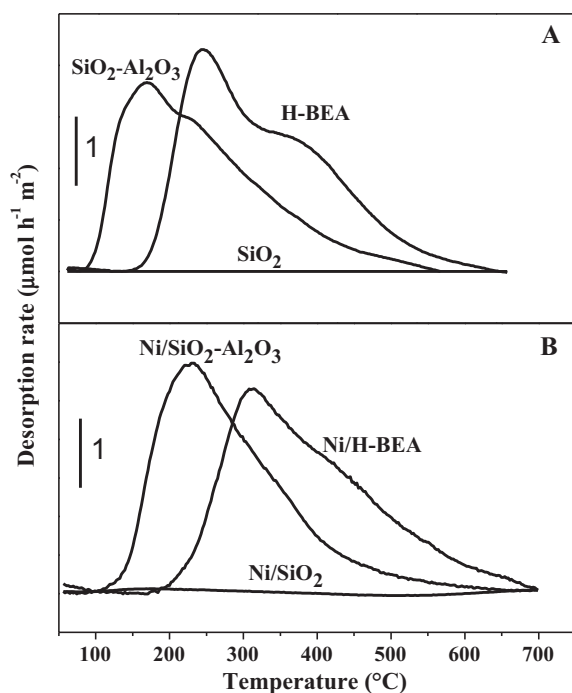 A
SiO₂-Al₂O₃
H-BEA
1
SiO₂
B
Ni/SiO₂-Al₂O₃
1
Ni/H-BEA
Ni/SiO₂
Desorption rate (μmol h⁻¹ m⁻²)
100 200 300 400 500 600 700
Temperature (°C)